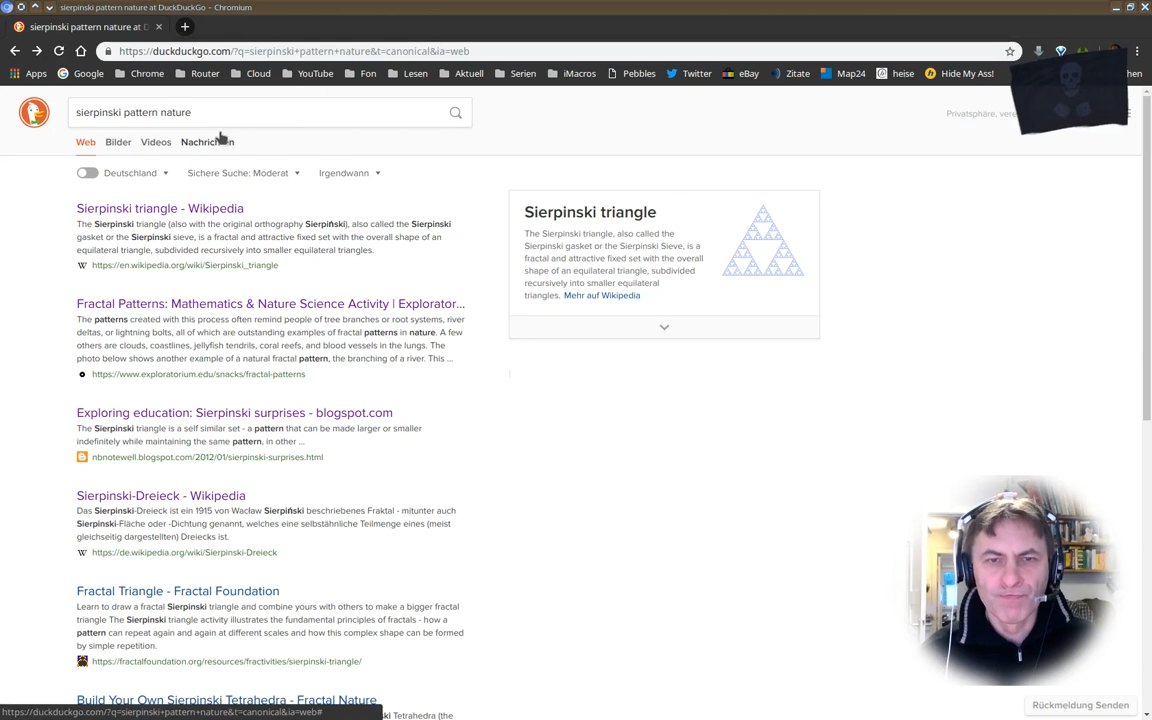 sierpinski pattern nature at DuckDuckGo – Chromium
sierpinski pattern nature at D
https://duckduckgo.com/?q=sierpinski+pattern+nature&t=canonical&ia=web
Apps Google Chrome Router Cloud YouTube Fon Lesen Aktuell Serien iMacros Pebbles Twitter eBay Zitate Map24 heise Hide My Ass!
sierpinski pattern nature
Privatsphäre, vere
Web Bilder Videos Nachrichten
Deutschland Sichere Suche: Moderat Irgendwann
Sierpinski triangle - Wikipedia
The Sierpinski triangle (also with the original orthography Sierpiński), also called the Sierpinski
gasket or the Sierpinski sieve, is a fractal and attractive fixed set with the overall shape of an
equilateral triangle, subdivided recursively into smaller equilateral triangles.
W https://en.wikipedia.org/wiki/Sierpinski_triangle
Fractal Patterns: Mathematics & Nature Science Activity | Explorator...
The patterns created with this process often remind people of tree branches or root systems, river
deltas, or lightning bolts, all of which are outstanding examples of fractal patterns in nature. A few
others are clouds, coastlines, jellyfish tendrils, coral reefs, and blood vessels in the lungs. The
photo below shows another example of a natural fractal pattern, the branching of a river. This ...
https://www.exploratorium.edu/snacks/fractal-patterns
Exploring education: Sierpinski surprises - blogspot.com
The Sierpinski triangle is a self similar set - a pattern that can be made larger or smaller
indefinitely while maintaining the same pattern, in other ...
nbnotewell.blogspot.com/2012/01/sierpinski-surprises.html
Sierpinski-Dreieck - Wikipedia
Das Sierpinski-Dreieck ist ein 1915 von Wacław Sierpiński beschriebenes Fraktal - mitunter auch
Sierpinski-Fläche oder -Dichtung genannt, welches eine selbstähnliche Teilmenge eines (meist
gleichseitig dargestellten) Dreiecks ist.
W https://de.wikipedia.org/wiki/Sierpinski-Dreieck
Fractal Triangle - Fractal Foundation
Learn to draw a fractal Sierpinski triangle and combine yours with others to make a bigger fractal
triangle The Sierpinski triangle activity illustrates the fundamental principles of fractals - how a
pattern can repeat again and again at different scales and how this complex shape can be formed
by simple repetition.
https://fractalfoundation.org/resources/fractivities/sierpinski-triangle/
Build Your Own Sierpinski Tetrahedra - Fractal Nature
Tetrahedra (the
https://duckduckgo.com/?q=sierpinski+pattern+nature&t=canonical&ia=web#
Sierpinski triangle
The Sierpinski triangle, also called the
Sierpinski gasket or the Sierpinski Sieve, is a
fractal and attractive fixed set with the overall
shape of an equilateral triangle, subdivided
recursively into smaller equilateral
triangles. Mehr auf Wikipedia
Rückmeldung Senden